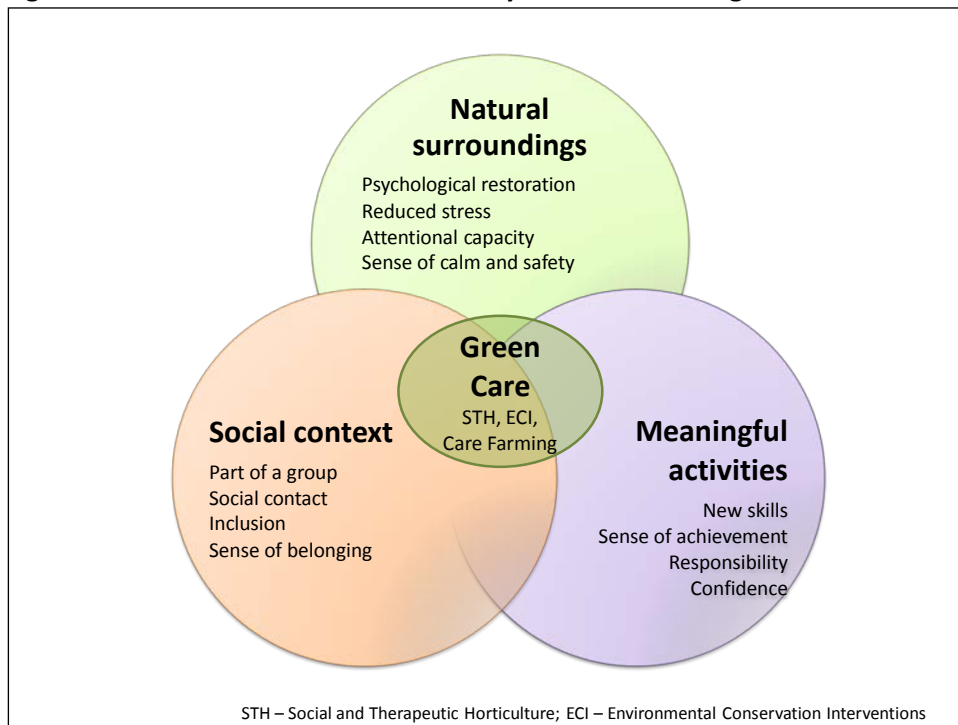 Natural
surroundings
Psychological restoration
Reduced stress
Attentional capacity
Sense of calm and safety
Green
Care
STH, ECI,
Care Farming
Social context
Part of a group
Social contact
Inclusion
Sense of belonging
Meaningful
activities
New skills
Sense of achievement
Responsibility
Confidence
STH – Social and Therapeutic Horticulture; ECI – Environmental Conservation Interventions